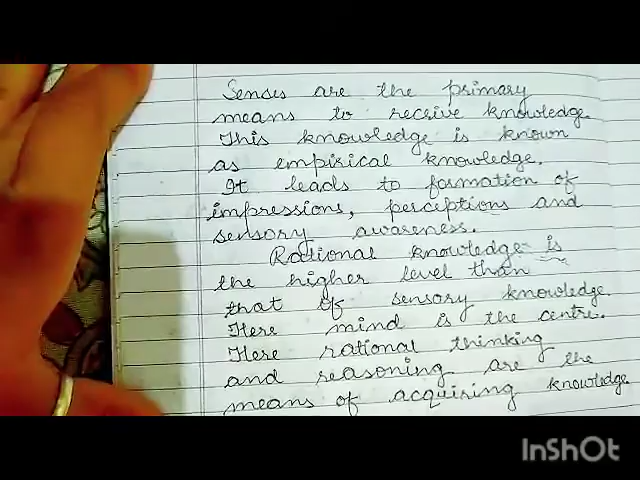 Senses are the primary
means to receive knowledge.
This knowledge is known
as empirical knowledge.
It leads to formation of
impressions, perceptions and
sensory awareness.
Rational knowledge is
the higher level than
that of sensory knowledge.
Here mind is the centre.
Here rational thinking
and reasoning are the
means of acquiring knowledge.
InShOt